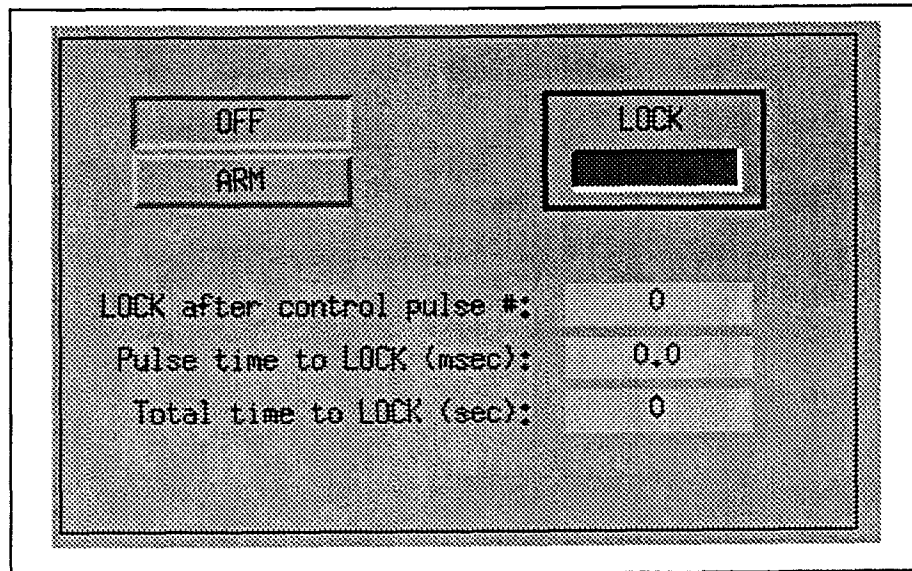 OFF
LOCK
ARM
LOCK after control pulse #: 0
Pulse time to LOCK (msec): 0.0
Total time to LOCK (sec): 0